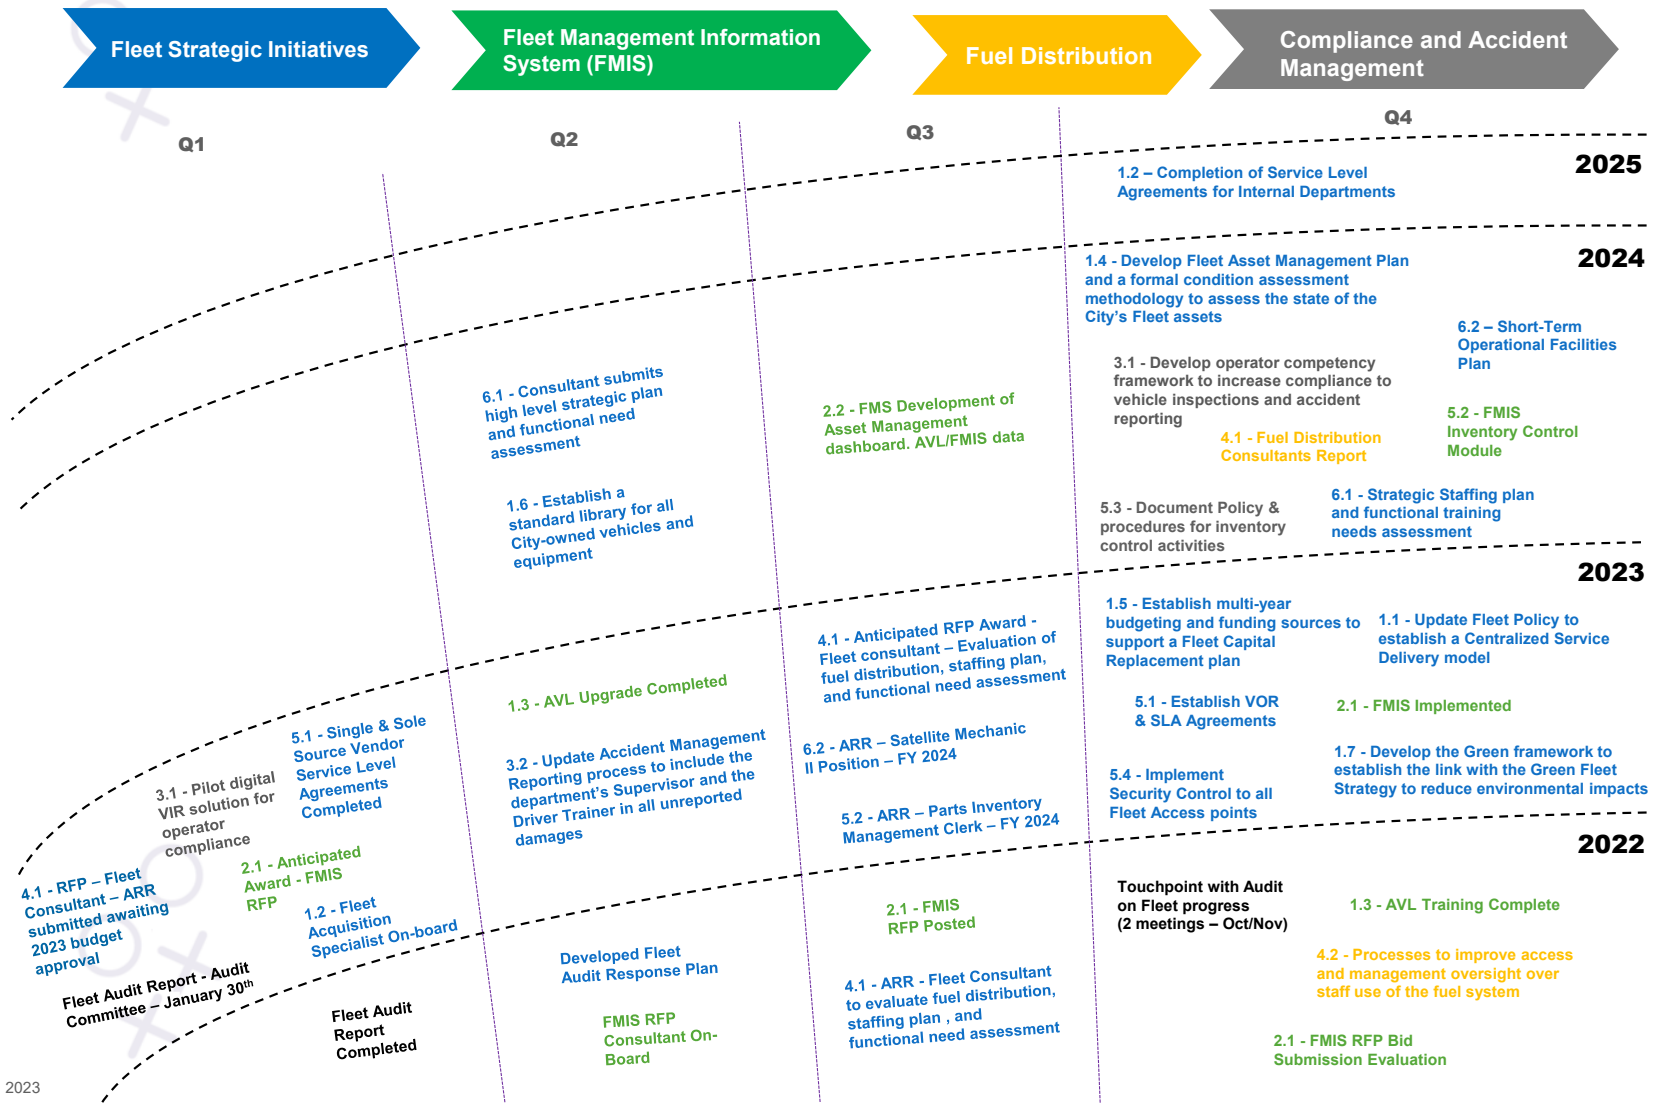 Fleet Strategic Initiatives
Fleet Management Information
System (FMIS)
Fuel Distribution
Compliance and Accident
Management
Q1
Q2
Q3
Q4
2025
1.2 – Completion of Service Level
Agreements for Internal Departments
2024
6.1 - Consultant submits
high level strategic plan
and functional need
assessment
1.6 - Establish a
standard library for all
City-owned vehicles and
equipment
2.2 - FMS Development of
Asset Management
dashboard. AVL/FMIS data
1.4 - Develop Fleet Asset Management Plan
and a formal condition assessment
methodology to assess the state of the
City's Fleet assets
6.2 – Short-Term
Operational Facilities
Plan
3.1 - Develop operator competency
framework to increase compliance to
vehicle inspections and accident
reporting
4.1 - Fuel Distribution
Consultants Report
5.2 - FMIS
Inventory Control
Module
5.3 - Document Policy &
procedures for inventory
control activities
6.1 - Strategic Staffing plan
and functional training
needs assessment
2023
5.1 - Single & Sole
Source Vendor
Service Level
Agreements
Completed
3.1 - Pilot digital
VIR solution for
operator
compliance
2.1 - Anticipated
Award - FMIS
RFP
4.1 - RFP – Fleet
Consultant – ARR
submitted awaiting
2023 budget
approval
1.2 - Fleet
Acquisition
Specialist On-board
Fleet Audit Report - Audit
Committee – January 30th
1.3 - AVL Upgrade Completed
3.2 - Update Accident Management
Reporting process to include the
department's Supervisor and the
Driver Trainer in all unreported
damages
4.1 - Anticipated RFP Award -
Fleet consultant – Evaluation of
fuel distribution, staffing plan,
and functional need assessment
6.2 - ARR – Satellite Mechanic
II Position – FY 2024
5.2 - ARR – Parts Inventory
Management Clerk – FY 2024
1.5 - Establish multi-year
budgeting and funding sources to
support a Fleet Capital
Replacement plan
1.1 - Update Fleet Policy to
establish a Centralized Service
Delivery model
5.1 - Establish VOR
& SLA Agreements
2.1 - FMIS Implemented
5.4 - Implement
Security Control to all
Fleet Access points
1.7 - Develop the Green framework to
establish the link with the Green Fleet
Strategy to reduce environmental impacts
2022
Fleet Audit
Report
Completed
Developed Fleet
Audit Response Plan
FMIS RFP
Consultant On-
Board
2.1 - FMIS
RFP Posted
4.1 - ARR - Fleet Consultant
to evaluate fuel distribution,
staffing plan , and
functional need assessment
Touchpoint with Audit
on Fleet progress
(2 meetings – Oct/Nov)
1.3 - AVL Training Complete
4.2 - Processes to improve access
and management oversight over
staff use of the fuel system
2.1 - FMIS RFP Bid
Submission Evaluation
2023